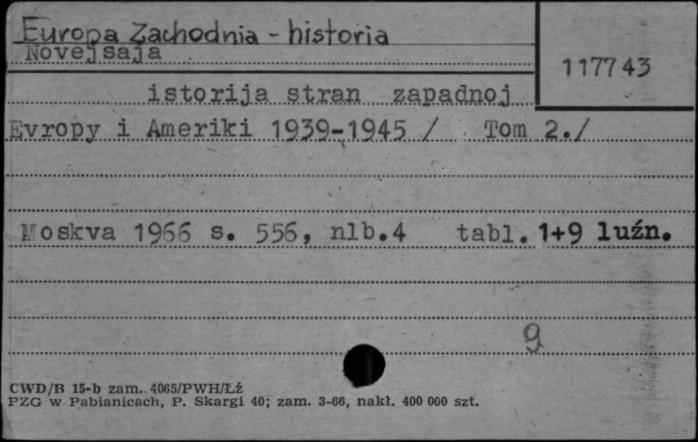 Europa Zachodnia - historia
Novejsaja
117743
istorija stran zapadnoj
Evropy i Ameriki 1939-1945 / Tom 2./
Moskva 1966 s. 556, nlb.4 tabl. 1+9 luźn.
9
CWD/B 15-b zam. 4065/PWH/Łź
PZG w Pabianicach, P. Skargi 40; zam. 3-66, nakł. 400 000 szt.